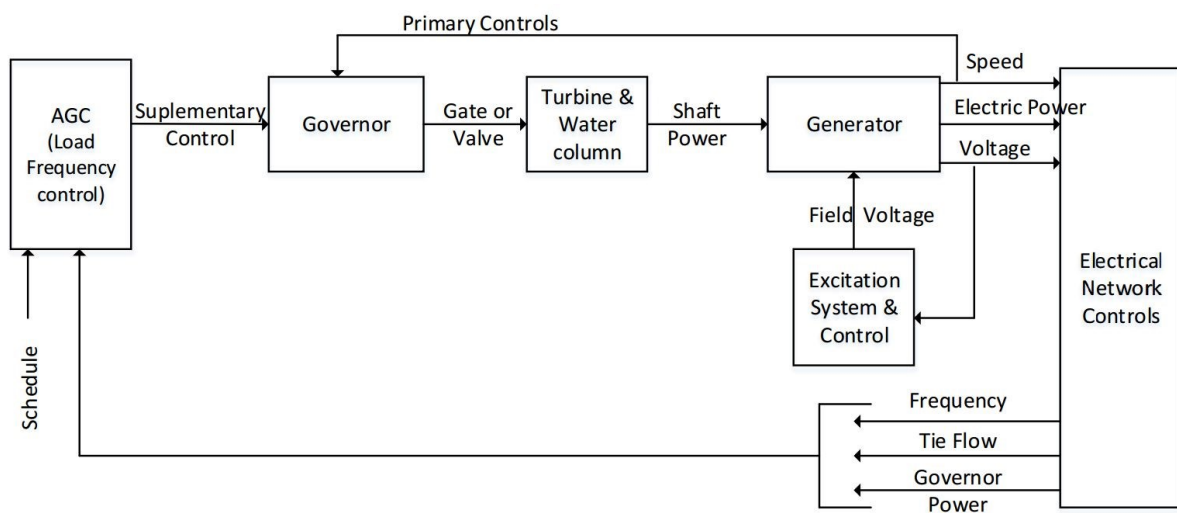 Primary Controls
Speed
AGC
(Load
Frequency
control)
Suplementary
Control
Governor
Gate or
Valve
Turbine &
Water
column
Shaft
Power
Generator
Electric Power
Voltage
Field Voltage
Excitation
System &
Control
Electrical
Network
Controls
Schedule
Frequency
Tie Flow
Governor
Power